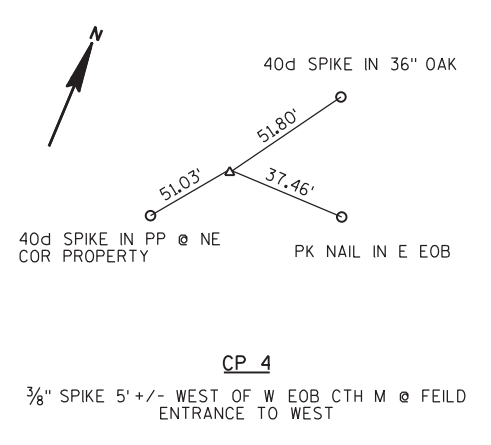 N
40d SPIKE IN 36" OAK
51.80'
51.03'
37.46'
40d SPIKE IN PP @ NE
COR PROPERTY
PK NAIL IN E EOB
CP 4
3/8" SPIKE 5' +/- WEST OF W EOB CTH M @ FEILD
ENTRANCE TO WEST